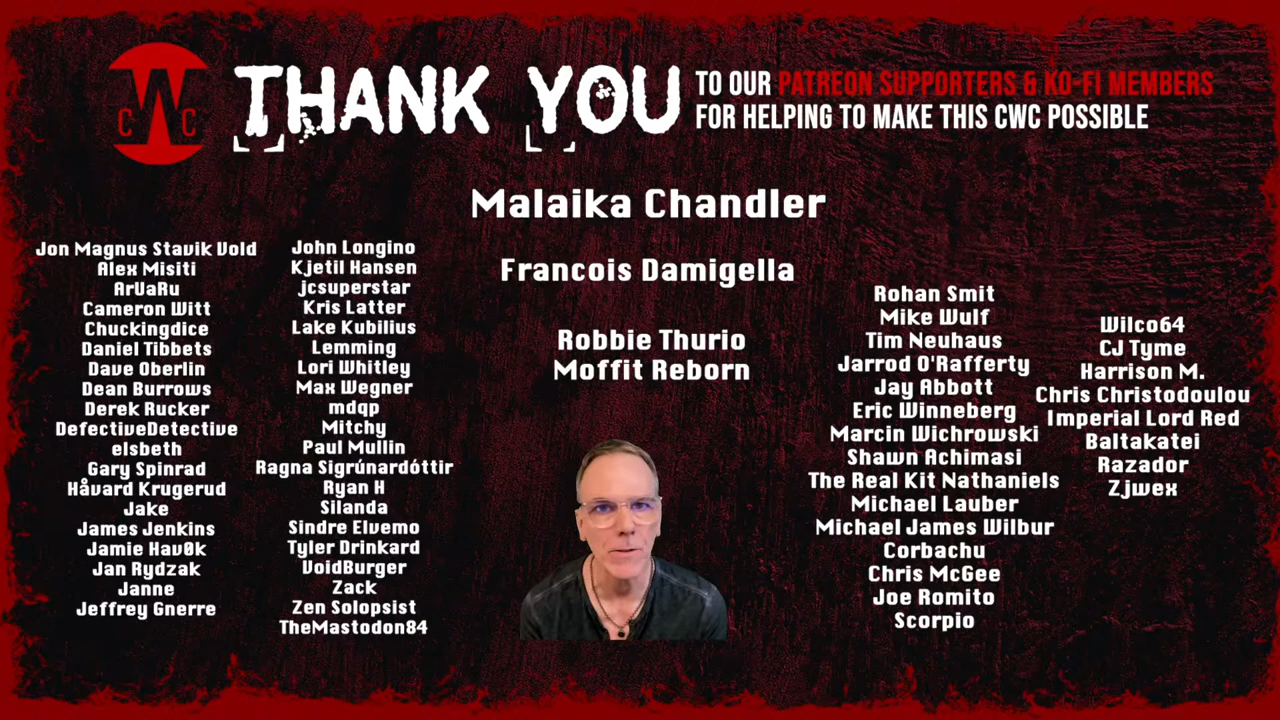 CWC
THANK YOU
TO OUR PATREON SUPPORTERS & KO-FI MEMBERS
FOR HELPING TO MAKE THIS CWC POSSIBLE
Malaika Chandler
Francois Damigella
Robbie Thurio
Moffit Reborn
Jon Magnus Stavik Vold
Alex Misiti
ArVaRu
Cameron Witt
Chuckingdice
Daniel Tibbets
Dave Oberlin
Dean Burrows
Derek Rucker
DefectiveDetective
elsbeth
Gary Spinrad
Håvard Krugerud
Jake
James Jenkins
Jamie Hav0k
Jan Rydzak
Janne
Jeffrey Gnerre
John Longino
Kjetil Hansen
jcsuperstar
Kris Latter
Lake Kubilius
Lemming
Lori Whitley
Max Wegner
mdqp
Mitchy
Paul Mullin
Ragna Sigrúnardóttir
Ryan H
Silanda
Sindre Elvemo
Tyler Drinkard
VoidBurger
Zack
Zen Solopsist
TheMastodon84
Rohan Smit
Mike Wulf
Tim Neuhaus
Jarrod O'Rafferty
Jay Abbott
Eric Winneberg
Marcin Wichrowski
Shawn Achimasi
The Real Kit Nathaniels
Michael Lauber
Michael James Wilbur
Corbachu
Chris McGee
Joe Romito
Scorpio
Wilco64
CJ Tyme
Harrison M.
Chris Christodoulou
Imperial Lord Red
Baltakatei
Razador
Zjwex